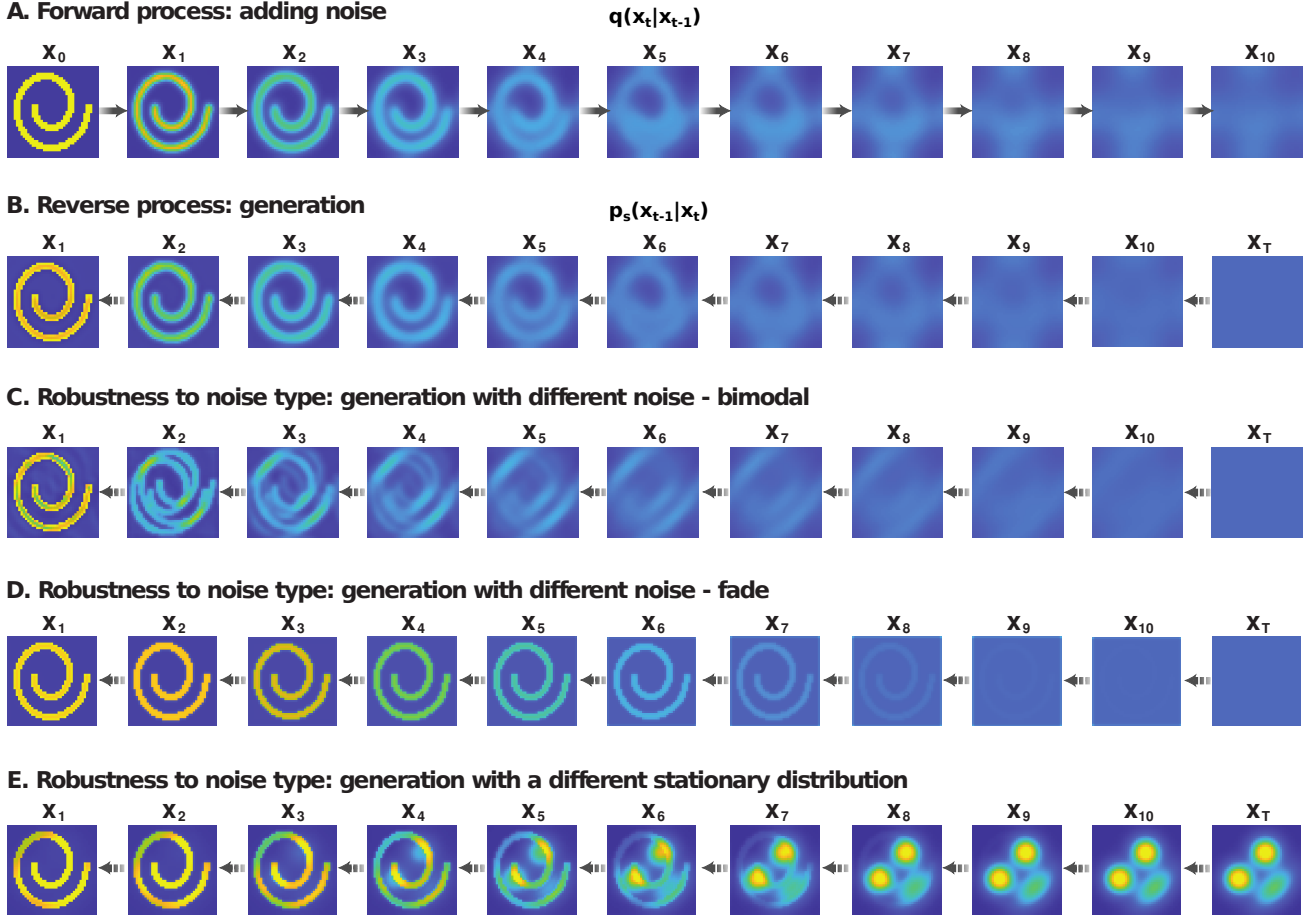 A. Forward process: adding noise q(xₜ|xₜ₋₁)
X₀ X₁ X₂ X₃ X₄ X₅ X₆ X₇ X₈ X₉ X₁₀
B. Reverse process: generation pₛ(xₜ₋₁|xₜ)
X₁ X₂ X₃ X₄ X₅ X₆ X₇ X₈ X₉ X₁₀ X_T
C. Robustness to noise type: generation with different noise - bimodal
X₁ X₂ X₃ X₄ X₅ X₆ X₇ X₈ X₉ X₁₀ X_T
D. Robustness to noise type: generation with different noise - fade
X₁ X₂ X₃ X₄ X₅ X₆ X₇ X₈ X₉ X₁₀ X_T
E. Robustness to noise type: generation with a different stationary distribution
X₁ X₂ X₃ X₄ X₅ X₆ X₇ X₈ X₉ X₁₀ X_T